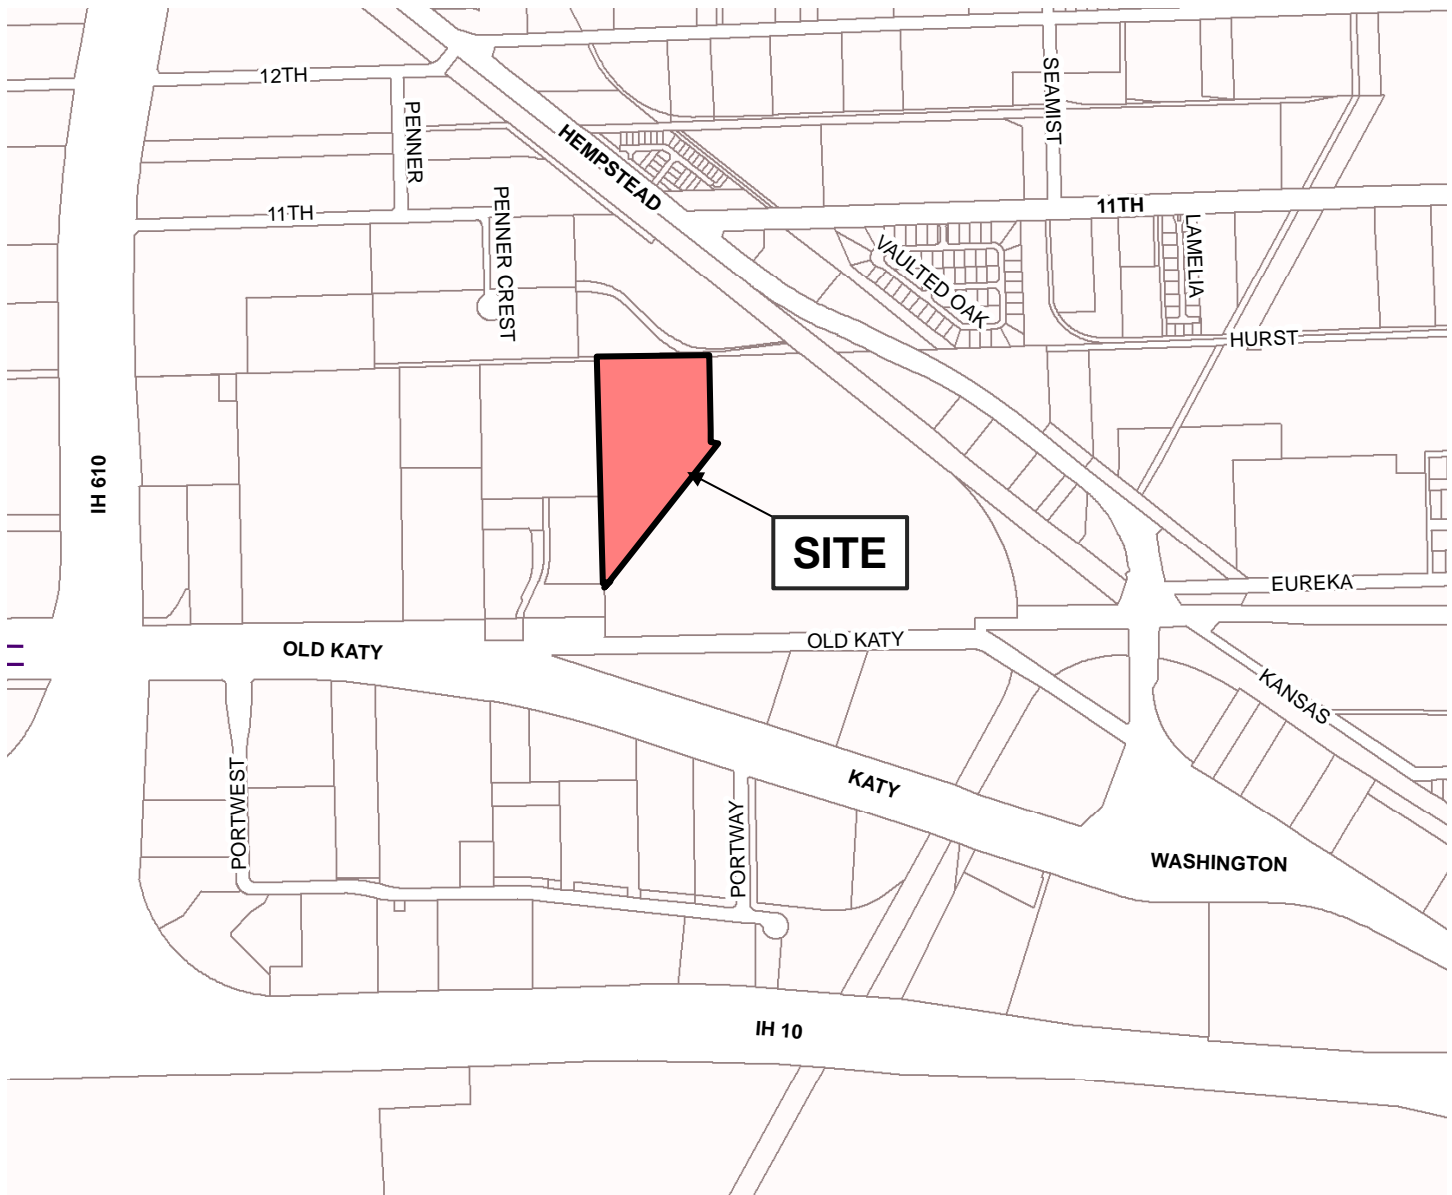 12TH
PENNER
SEAMIST
HEMPSTEAD
11TH
PENNER CREST
11TH
LAMELIA
VAULTED OAK
HURST
IH 610
SITE
EUREKA
OLD KATY
OLD KATY
KANSAS
PORTWEST
KATY
PORTWAY
WASHINGTON
IH 10